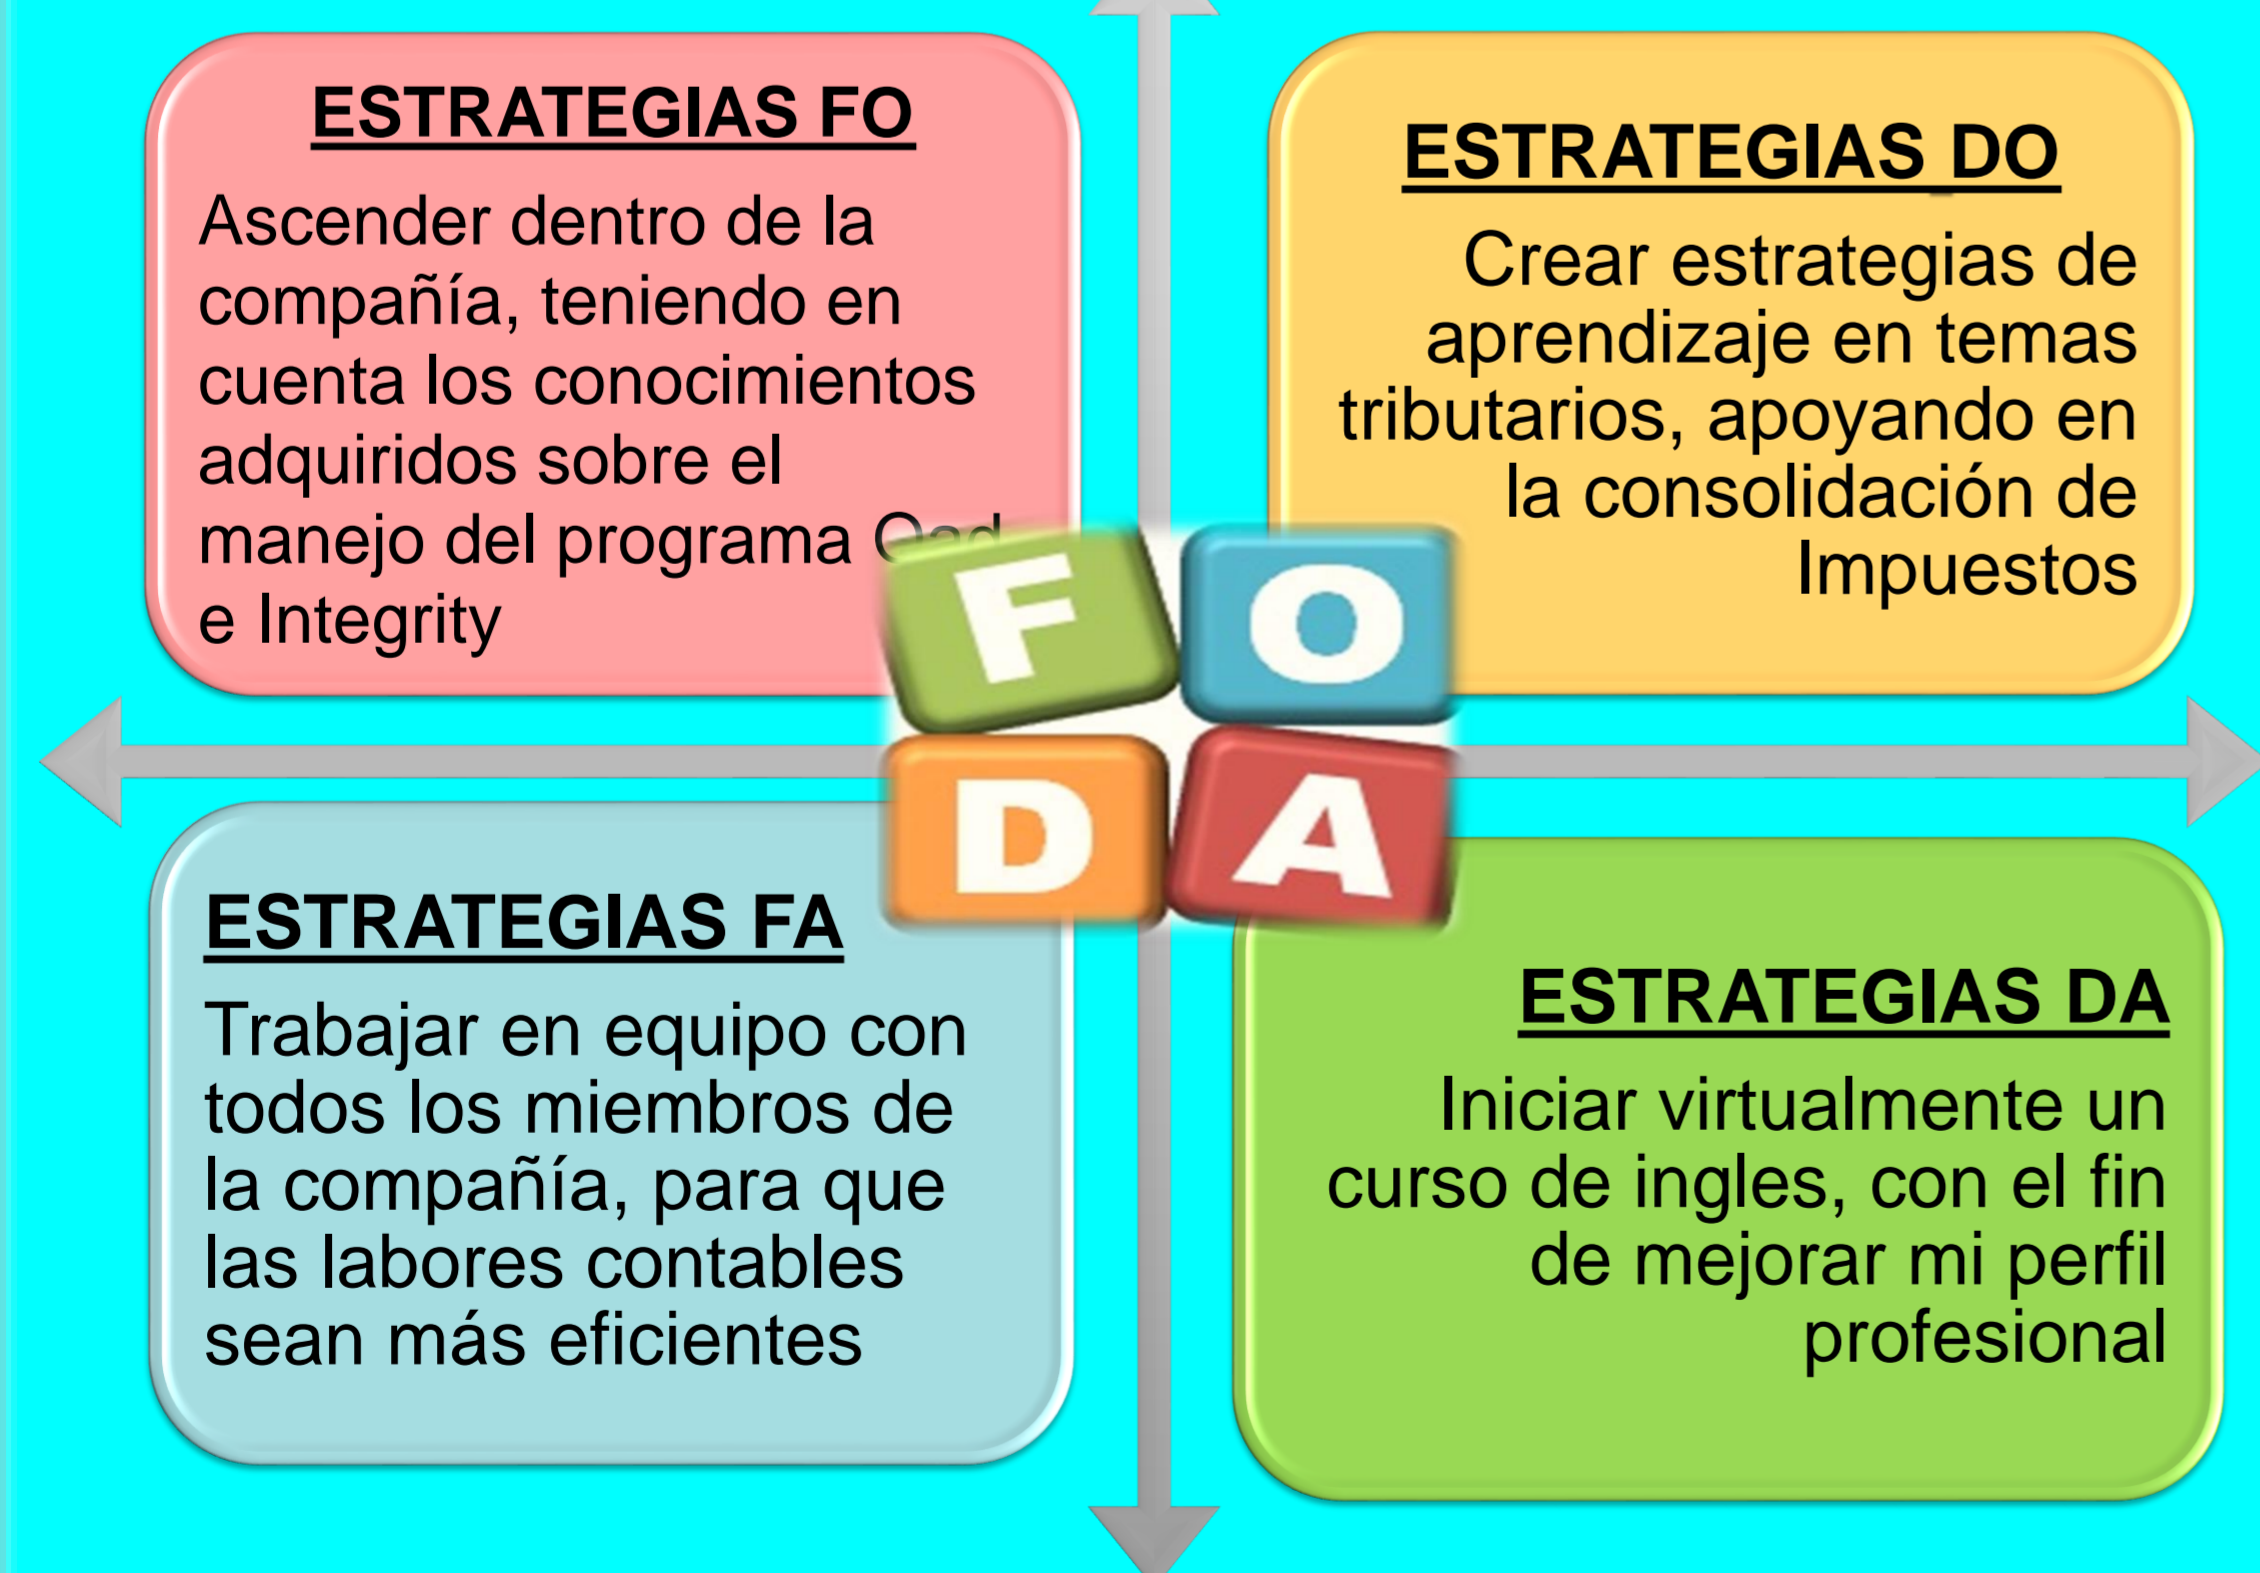 ESTRATEGIAS FO
Ascender dentro de la
compañía, teniendo en
cuenta los conocimientos
adquiridos sobre el
manejo del programa Qad
e Integrity
ESTRATEGIAS DO
Crear estrategias de
aprendizaje en temas
tributarios, apoyando en
la consolidación de
Impuestos
F O
D A
ESTRATEGIAS FA
Trabajar en equipo con
todos los miembros de
la compañía, para que
las labores contables
sean más eficientes
ESTRATEGIAS DA
Iniciar virtualmente un
curso de ingles, con el fin
de mejorar mi perfil
profesional